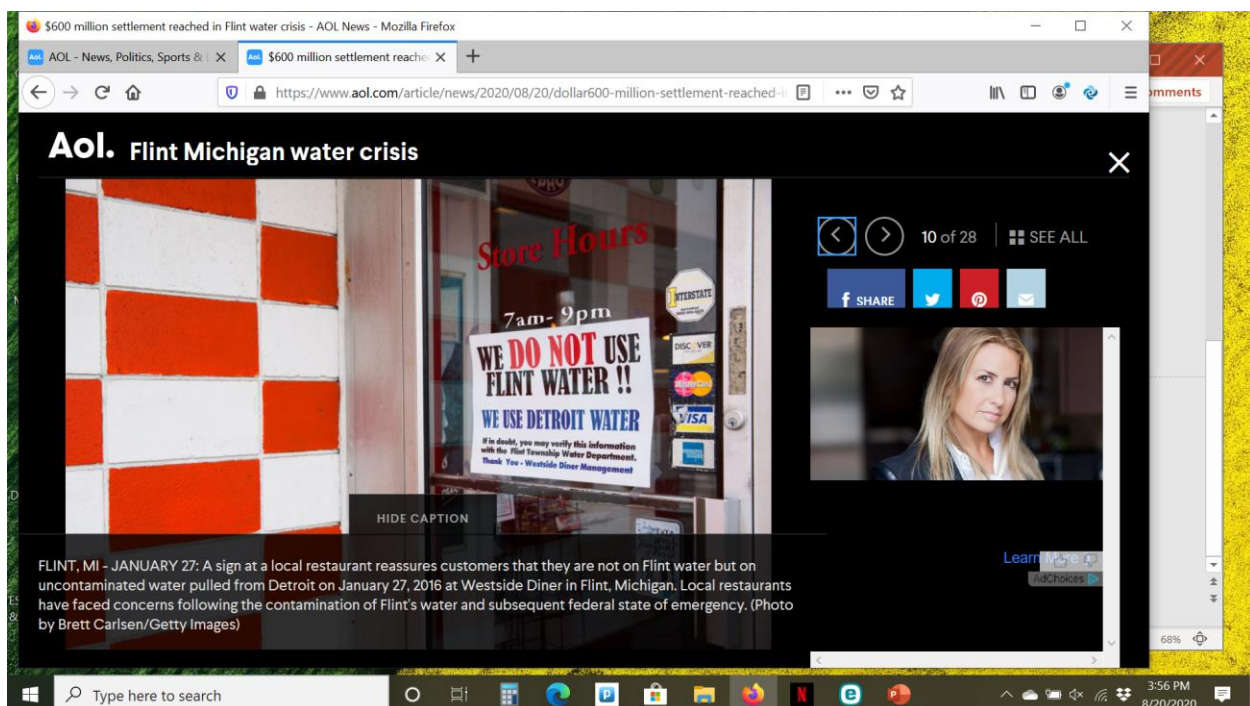 $600 million settlement reached in Flint water crisis - AOL News - Mozilla Firefox
Aol. AOL - News, Politics, Sports &
Aol. $600 million settlement reache
https://www.aol.com/article/news/2020/08/20/dollar600-million-settlement-reached-i
omments
Aol. Flint Michigan water crisis
10 of 28 SEE ALL
f SHARE
Store Hours
7am- 9pm
INTERSTATE
WE DO NOT USE
FLINT WATER !!
WE USE DETROIT WATER
If in doubt, you may verify this information
with the Flint Township Water Department.
Thank You - Westside Diner Management
DISCOVER
MasterCard
VISA
HIDE CAPTION
FLINT, MI - JANUARY 27: A sign at a local restaurant reassures customers that they are not on Flint water but on
uncontaminated water pulled from Detroit on January 27, 2016 at Westside Diner in Flint, Michigan. Local restaurants
have faced concerns following the contamination of Flint's water and subsequent federal state of emergency. (Photo
by Brett Carlsen/Getty Images)
Learn More
AdChoices
68%
Type here to search
3:56 PM
8/20/2020